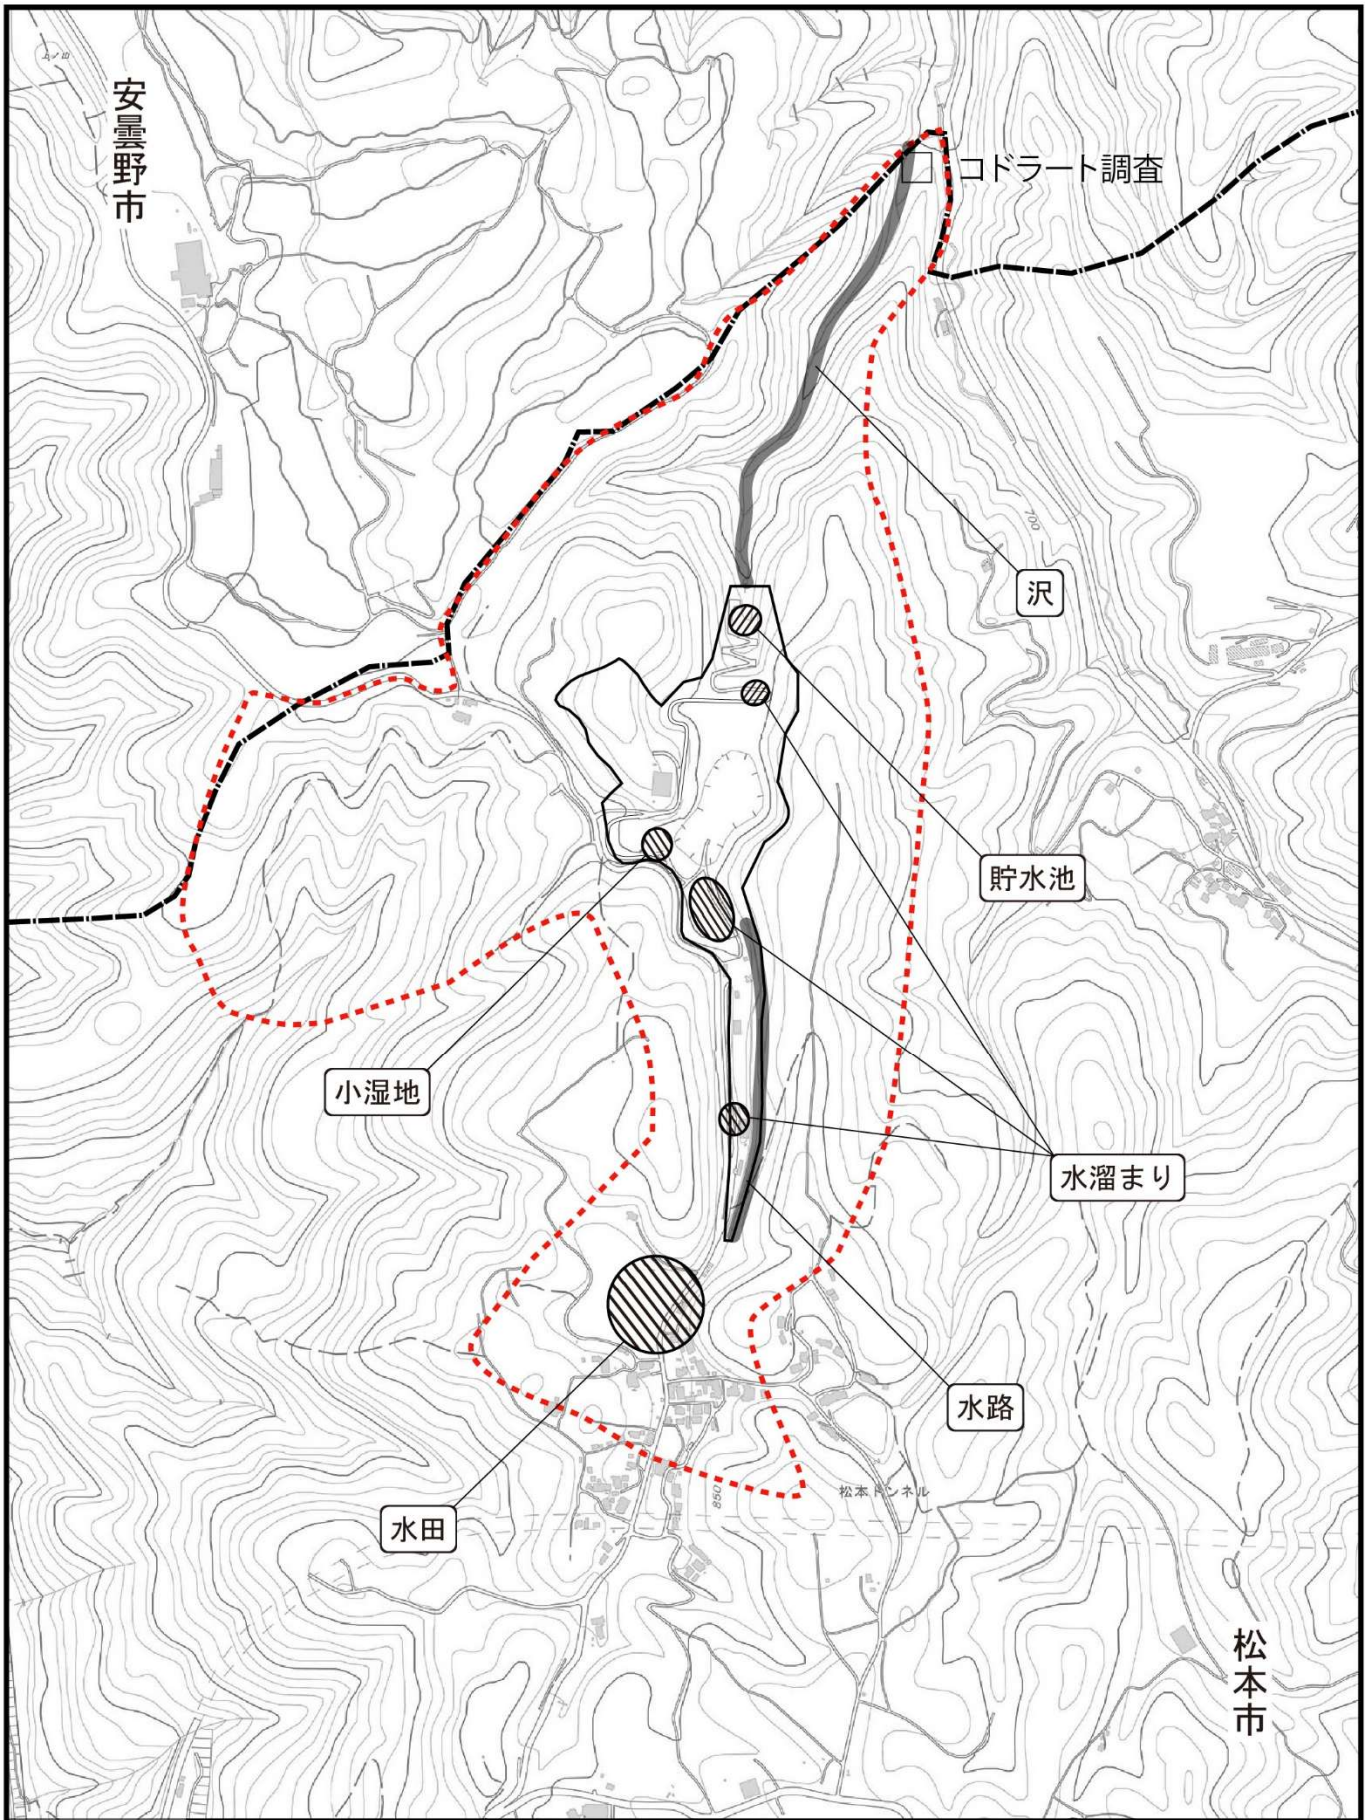 安曇野市
コドラート調査
700
沢
貯水池
小湿地
水溜まり
水路
松本トンネル
850
水田
松本市